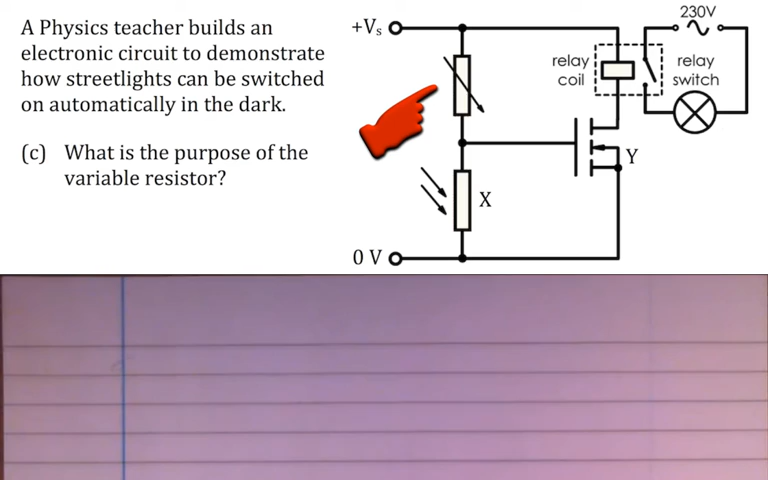 A Physics teacher builds an
electronic circuit to demonstrate
how streetlights can be switched
on automatically in the dark.
(c) What is the purpose of the
variable resistor?
+Vs
230V
relay
coil
relay
switch
Y
X
0 V